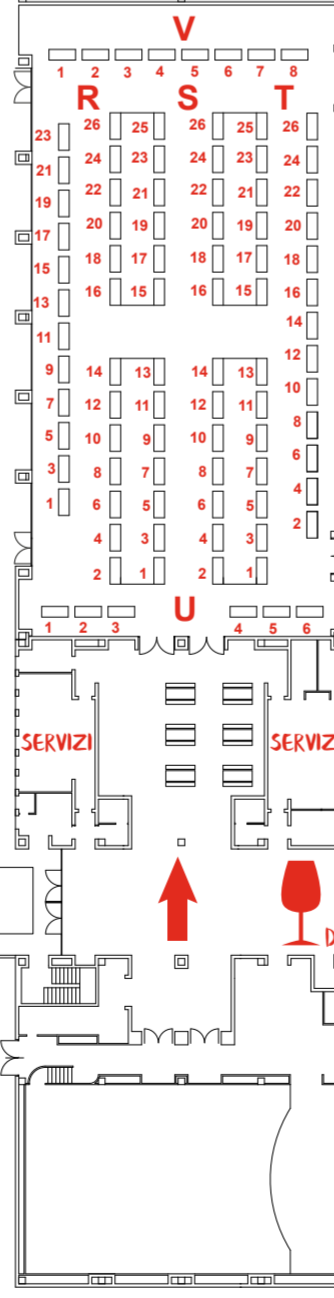 V
1 2 3 4 5 6 7 8
R S T
26 25 26 25 26
23
24 23 24 23 24
21
22 21 22 21 22
19
20 19 20 19 20
17
18 17 18 17 18
15
16 15 16 15 16
13
14
11
12
9
14 13 14 13 10
7
12 11 12 11
8
5
10 9 10 9
6
3
8 7 8 7
4
1
6 5 6 5
2
4 3 4 3
2 1 2 1
U
1 2 3 4 5 6
SERVIZI SERVIZ
D